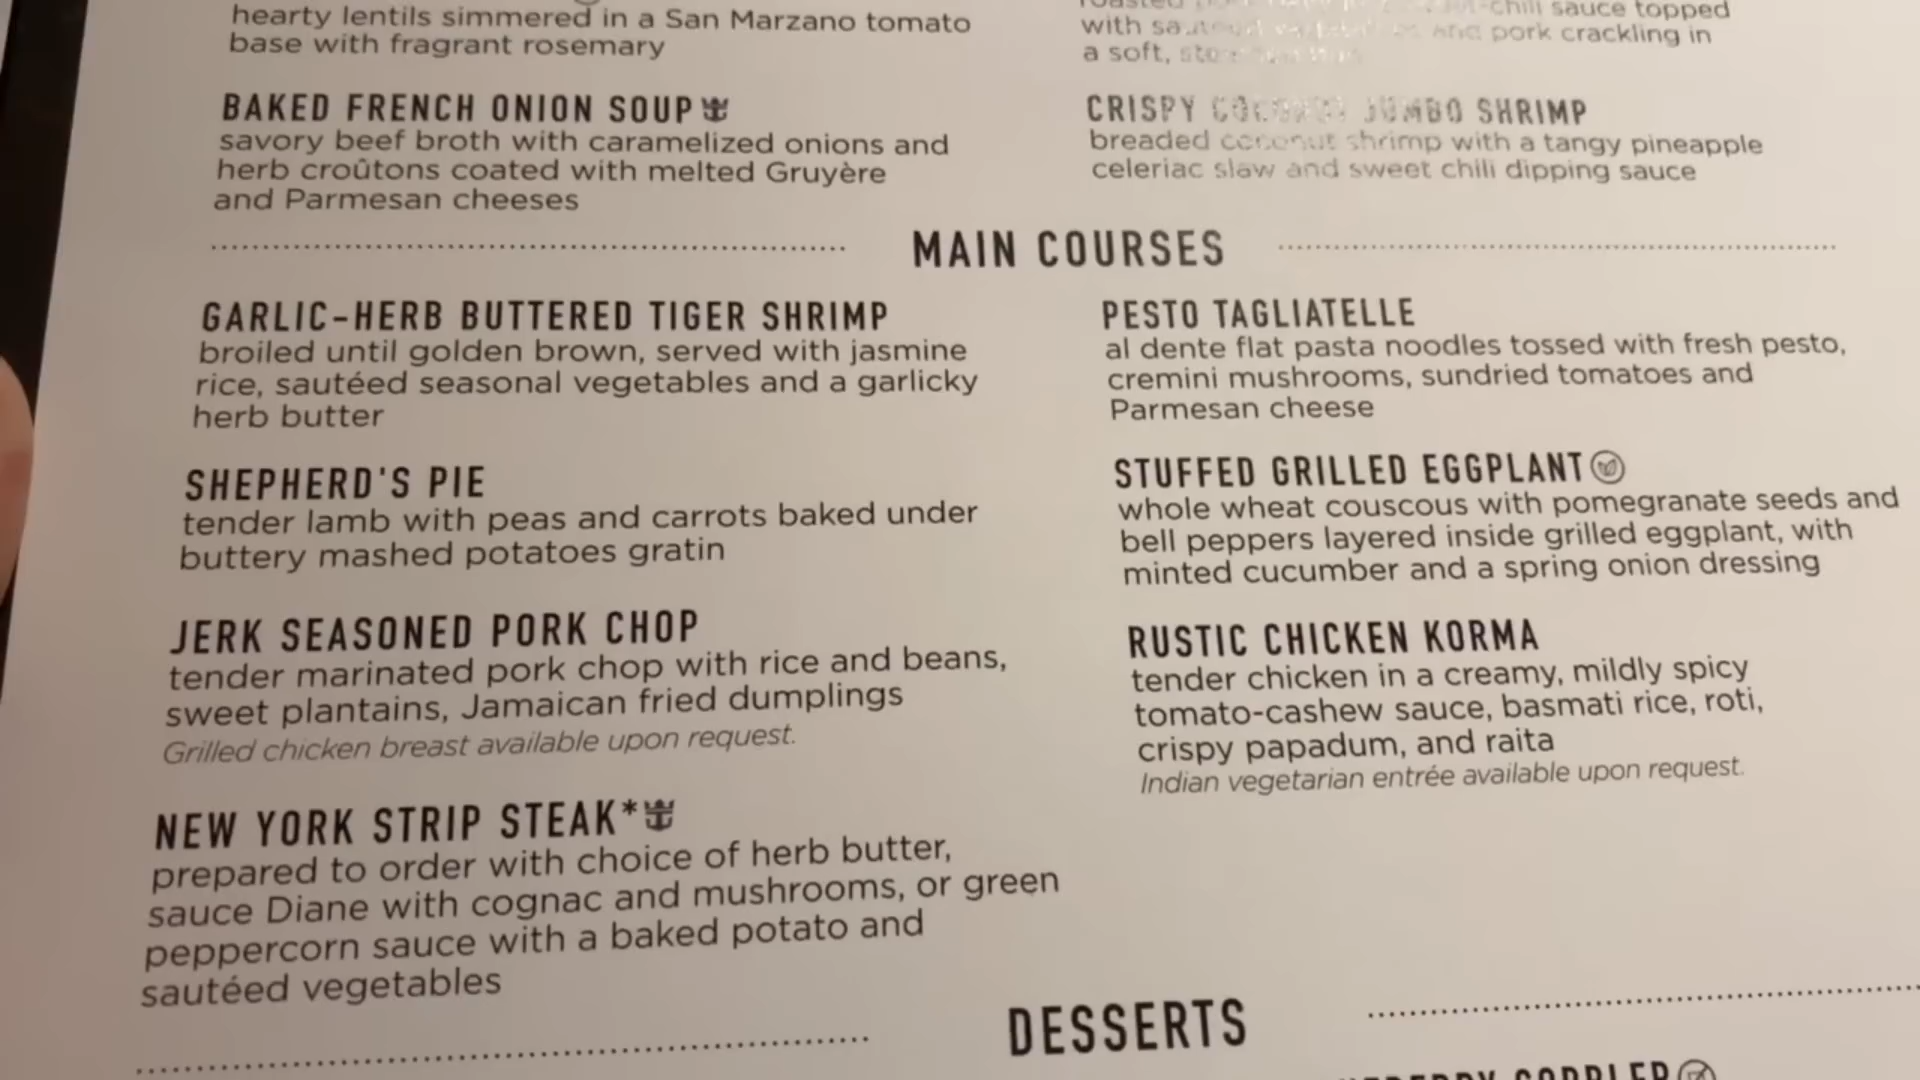 hearty lentils simmered in a San Marzano tomato
base with fragrant rosemary
BAKED FRENCH ONION SOUP
savory beef broth with caramelized onions and
herb croûtons coated with melted Gruyère
and Parmesan cheeses
chili sauce topped
with and pork crackling in
a soft,
CRISPY COCONUT JUMBO SHRIMP
breaded coconut shrimp with a tangy pineapple
celeriac slaw and sweet chili dipping sauce
MAIN COURSES
GARLIC-HERB BUTTERED TIGER SHRIMP
broiled until golden brown, served with jasmine
rice, sautéed seasonal vegetables and a garlicky
herb butter
SHEPHERD'S PIE
tender lamb with peas and carrots baked under
buttery mashed potatoes gratin
JERK SEASONED PORK CHOP
tender marinated pork chop with rice and beans,
sweet plantains, Jamaican fried dumplings
Grilled chicken breast available upon request.
NEW YORK STRIP STEAK*
prepared to order with choice of herb butter,
sauce Diane with cognac and mushrooms, or green
peppercorn sauce with a baked potato and
sautéed vegetables
PESTO TAGLIATELLE
al dente flat pasta noodles tossed with fresh pesto,
cremini mushrooms, sundried tomatoes and
Parmesan cheese
STUFFED GRILLED EGGPLANT
whole wheat couscous with pomegranate seeds and
bell peppers layered inside grilled eggplant, with
minted cucumber and a spring onion dressing
RUSTIC CHICKEN KORMA
tender chicken in a creamy, mildly spicy
tomato-cashew sauce, basmati rice, roti,
crispy papadum, and raita
Indian vegetarian entrée available upon request.
DESSERTS
COBBLER